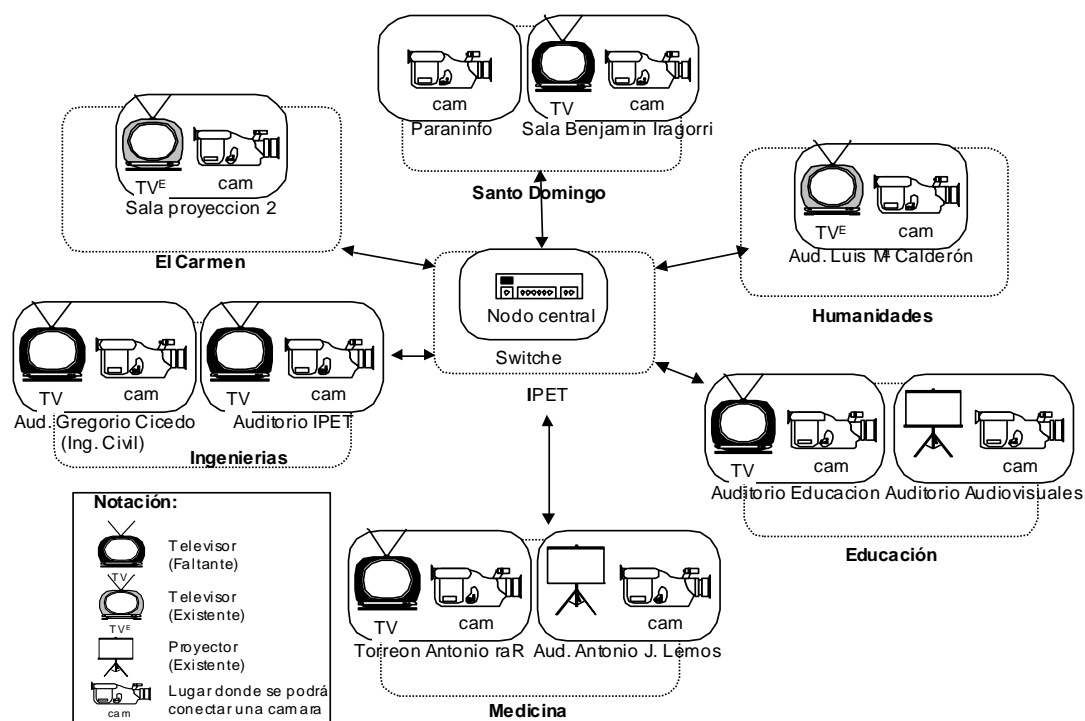 cam
Paraninfo
TV
cam
Sala Benjamin Iragorri
Santo Domingo
TVᴱ
cam
Sala proyeccion 2
El Carmen
TVᴱ
cam
Aud. Luis Mª Calderón
Humanidades
Nodo central
Switche
IPET
TV
cam
Aud. Gregorio Cicedo
(Ing. Civil)
TV
cam
Auditorio IPET
Ingenierias
TV
cam
Auditorio Educacion
cam
Auditorio Audiovisuales
Educación
TV
cam
Torreon Antonio raR
cam
Aud. Antonio J. Lemos
Medicina
Notación:
TV
Televisor
(Faltante)
TVᴱ
Televisor
(Existente)
Proyector
(Existente)
cam
Lugar donde se podrá
conectar una camara